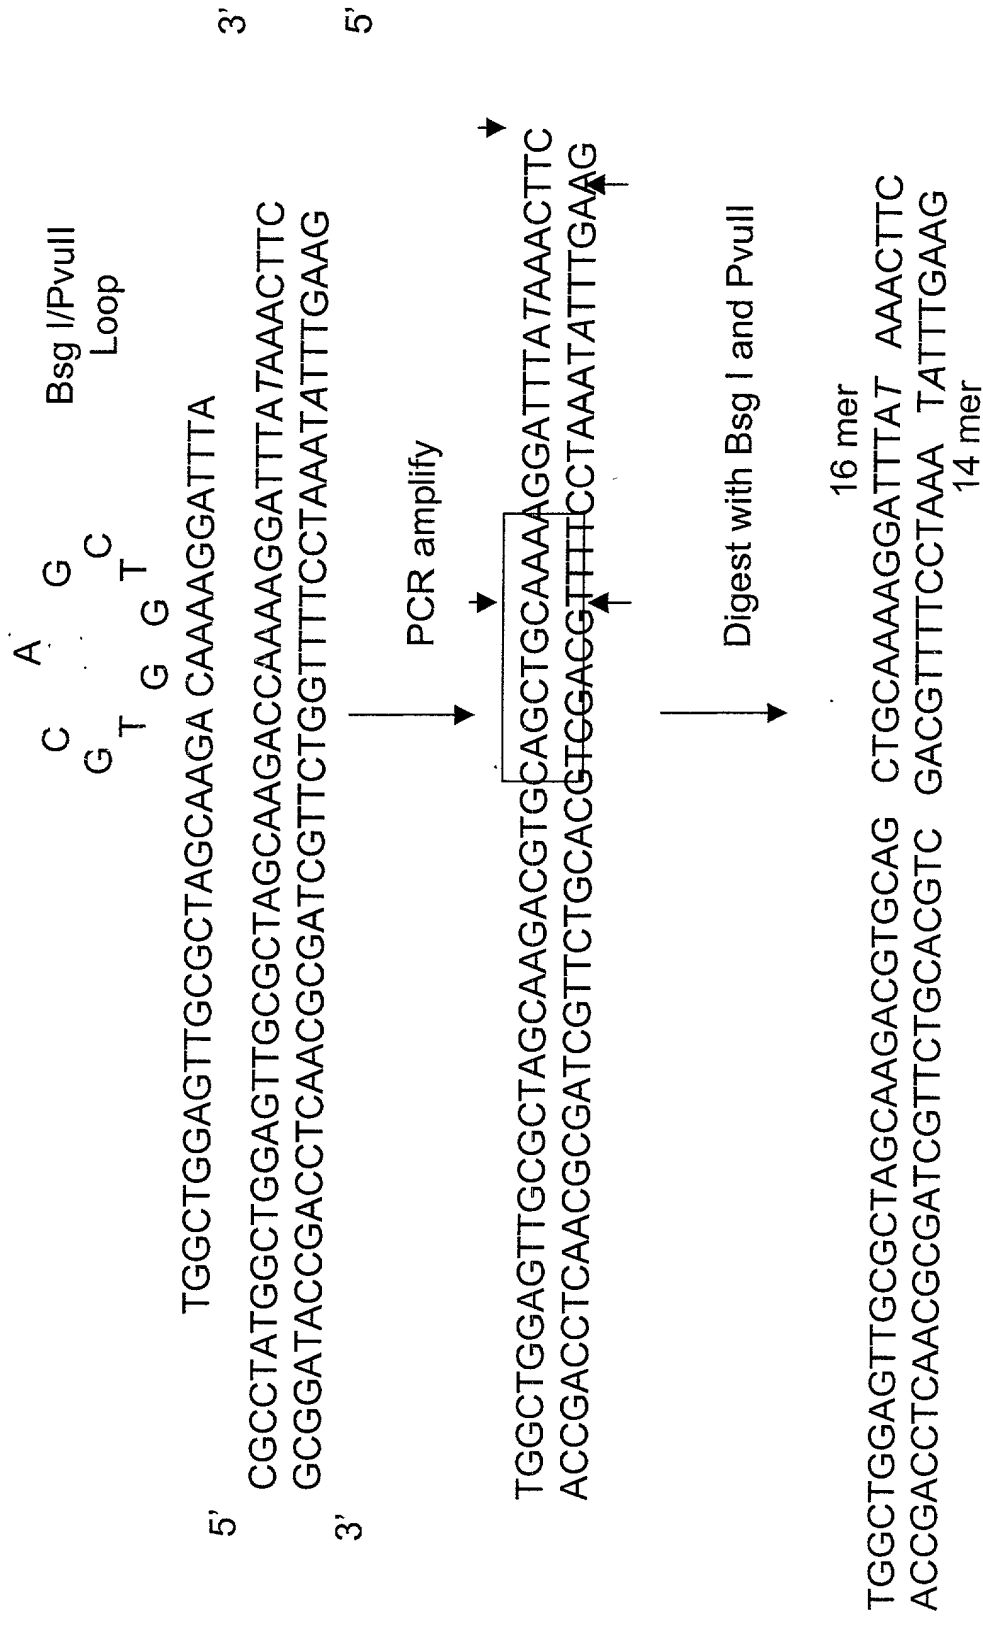 A
C G Bsg I/PvuII
G C Loop
T T
G G
TGGCTGGAGTTGCGCTAGCAAGA CAAAAGGATTTA
5' 3'
CGCCTATGGCTGGAGTTGCGCTAGCAAGACCAAAAGGATTTATAAACTTC
GCGGATACCGACCTCAACGCGATCGTTCTGGTTTTCCTAAATATTTGAAG
3' 5'
PCR amplify
TGGCTGGAGTTGCGCTAGCAAGACGTGCAGCTGCAAAAGGATTTATAAACTTC
ACCGACCTCAACGCGATCGTTCTGCACGTCGACGTTTTCCTAAATATTTGAAG
Digest with Bsg I and PvuII
16 mer
TGGCTGGAGTTGCGCTAGCAAGACGTGCAG CTGCAAAAGGATTTAT AAACTTC
ACCGACCTCAACGCGATCGTTCTGCACGTC GACGTTTTCCTAAA TATTTGAAG
14 mer